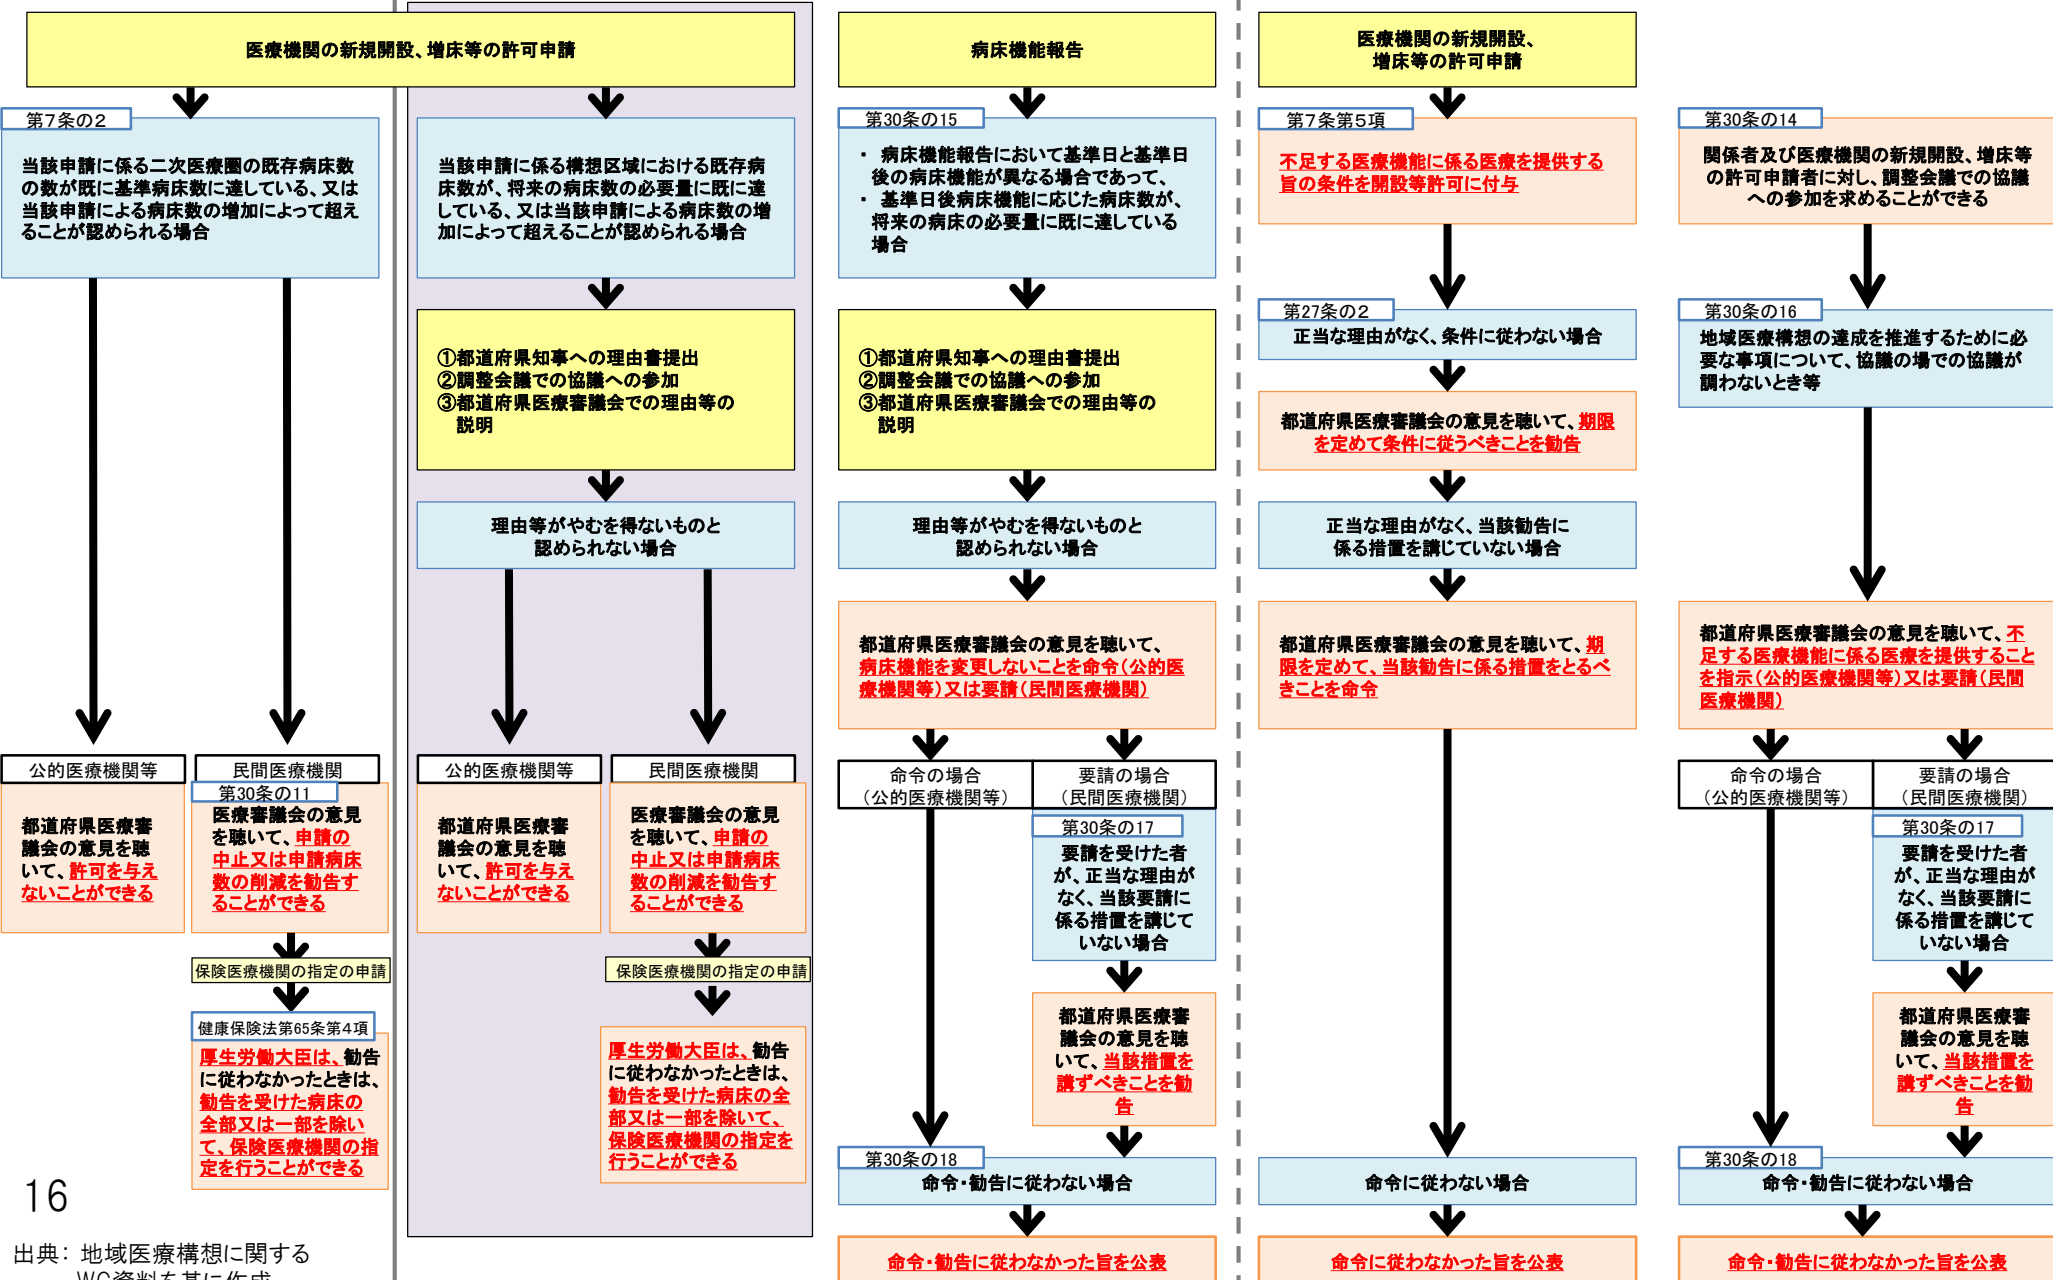 医療機関の新規開設、増床等の許可申請
第7条の2
当該申請に係る二次医療圏の既存病床数
の数が既に基準病床数に達している、又は
当該申請による病床数の増加によって超え
ることが認められる場合
公的医療機関等
都道府県医療審
議会の意見を聴
いて、許可を与え
ないことができる
民間医療機関
第30条の11
医療審議会の意見
を聴いて、申請の
中止又は申請病床
数の削減を勧告す
ることができる
保険医療機関の指定の申請
健康保険法第65条第4項
厚生労働大臣は、勧告
に従わなかったときは、
勧告を受けた病床の
全部又は一部を除い
て、保険医療機関の指
定を行うことができる
当該申請に係る構想区域における既存病
床数が、将来の病床数の必要量に既に達
している、又は当該申請による病床数の増
加によって超えることが認められる場合
①都道府県知事への理由書提出
②調整会議での協議への参加
③都道府県医療審議会での理由等の
説明
理由等がやむを得ないものと
認められない場合
公的医療機関等
都道府県医療審
議会の意見を聴
いて、許可を与え
ないことができる
民間医療機関
医療審議会の意見
を聴いて、申請の
中止又は申請病床
数の削減を勧告す
ることができる
保険医療機関の指定の申請
厚生労働大臣は、勧告
に従わなかったときは、
勧告を受けた病床の全
部又は一部を除いて、
保険医療機関の指定を
行うことができる
病床機能報告
第30条の15
・ 病床機能報告において基準日と基準日
後の病床機能が異なる場合であって、
・ 基準日後病床機能に応じた病床数が、
将来の病床の必要量に既に達している
場合
①都道府県知事への理由書提出
②調整会議での協議への参加
③都道府県医療審議会での理由等の
説明
理由等がやむを得ないものと
認められない場合
都道府県医療審議会の意見を聴いて、
病床機能を変更しないことを命令(公的医
療機関等)又は要請(民間医療機関)
命令の場合
(公的医療機関等)
要請の場合
(民間医療機関)
第30条の17
要請を受けた者
が、正当な理由が
なく、当該要請に
係る措置を講じて
いない場合
都道府県医療審
議会の意見を聴
いて、当該措置を
講ずべきことを勧
告
第30条の18
命令・勧告に従わない場合
命令・勧告に従わなかった旨を公表
医療機関の新規開設、
増床等の許可申請
第7条第5項
不足する医療機能に係る医療を提供する
旨の条件を開設等許可に付与
第27条の2
正当な理由がなく、条件に従わない場合
都道府県医療審議会の意見を聴いて、期限
を定めて条件に従うべきことを勧告
正当な理由がなく、当該勧告に
係る措置を講じていない場合
都道府県医療審議会の意見を聴いて、期
限を定めて、当該勧告に係る措置をとるべ
きことを命令
命令に従わない場合
命令に従わなかった旨を公表
第30条の14
関係者及び医療機関の新規開設、増床等
の許可申請者に対し、調整会議での協議
への参加を求めることができる
第30条の16
地域医療構想の達成を推進するために必
要な事項について、協議の場での協議が
調わないとき等
都道府県医療審議会の意見を聴いて、不
足する医療機能に係る医療を提供すること
を指示(公的医療機関等)又は要請(民間
医療機関)
命令の場合
(公的医療機関等)
要請の場合
(民間医療機関)
第30条の17
要請を受けた者
が、正当な理由が
なく、当該要請に
係る措置を講じて
いない場合
都道府県医療審
議会の意見を聴
いて、当該措置を
講ずべきことを勧
告
第30条の18
命令・勧告に従わない場合
命令・勧告に従わなかった旨を公表
16
出典: 地域医療構想に関する
WG資料を基に作成